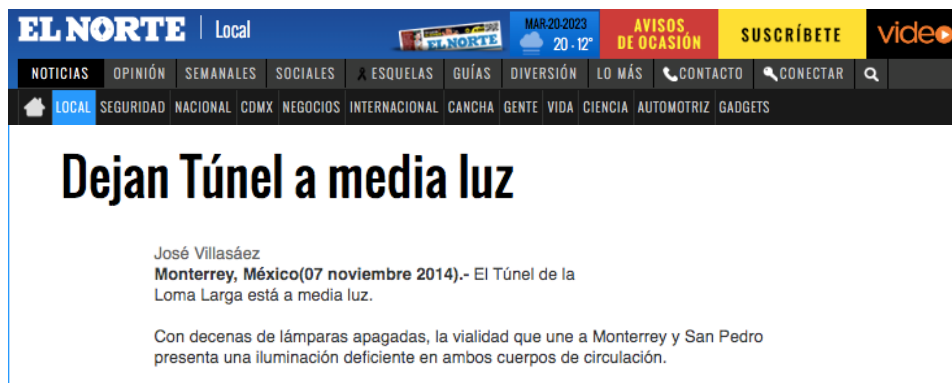 EL NORTE | Local
EL NORTE
MAR-20-2023
20 - 12°
AVISOS
DE OCASIÓN
SUSCRÍBETE
video
NOTICIAS OPINIÓN SEMANALES SOCIALES ESQUELAS GUÍAS DIVERSIÓN LO MÁS CONTACTO CONECTAR
LOCAL SEGURIDAD NACIONAL CDMX NEGOCIOS INTERNACIONAL CANCHA GENTE VIDA CIENCIA AUTOMOTRIZ GADGETS
Dejan Túnel a media luz
José Villasáez
Monterrey, México(07 noviembre 2014).- El Túnel de la
Loma Larga está a media luz.
Con decenas de lámparas apagadas, la vialidad que une a Monterrey y San Pedro
presenta una iluminación deficiente en ambos cuerpos de circulación.